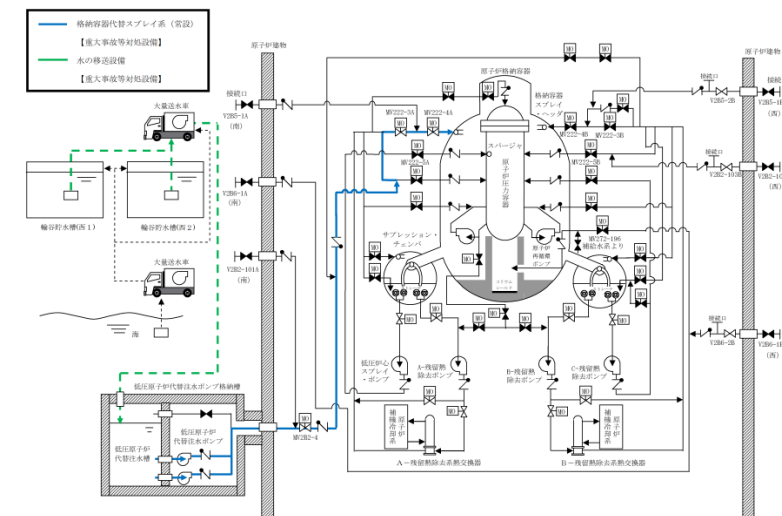 格納容器代替スプレイ系(常設)
【重大事故等対処設備】
水の移送設備
【重大事故等対処設備】
原子炉建物
原子炉建物
大量送水車
接続口
V2B5-1A
(南)
V2B6-1A
(南)
V2B2-101A
(南)
輪谷貯水槽(西1)
輪谷貯水槽(西2)
大量送水車
海
低圧原子炉代替注水ポンプ格納槽
低圧原子炉
代替注水ポンプ
低圧原子炉
代替注水槽
MV2B2-4
MO
原子炉格納容器
格納容器
スプレイ・
ヘッダ
MV222-3A
MV222-4A
MV222-5A
MV222-4B
MV222-3B
MV222-5B
スパージャ
原子炉圧力容器
サプレッション・
チェンバ
原子炉
再循環
ポンプ
MV272-196
補給水系より
接続口
V2B5-2B
接続口
V2B2-103B
接続口
V2B6-2B
V2B5-1B
(西)
(西)
V2B6-1B
(西)
低圧炉心
スプレイ・
ポンプ
A-残留熱
除去ポンプ
B-残留熱
除去ポンプ
C-残留熱
除去ポンプ
原子炉
補機冷却系
原子炉
補機冷却系
A-残留熱除去系熱交換器
B-残留熱除去系熱交換器